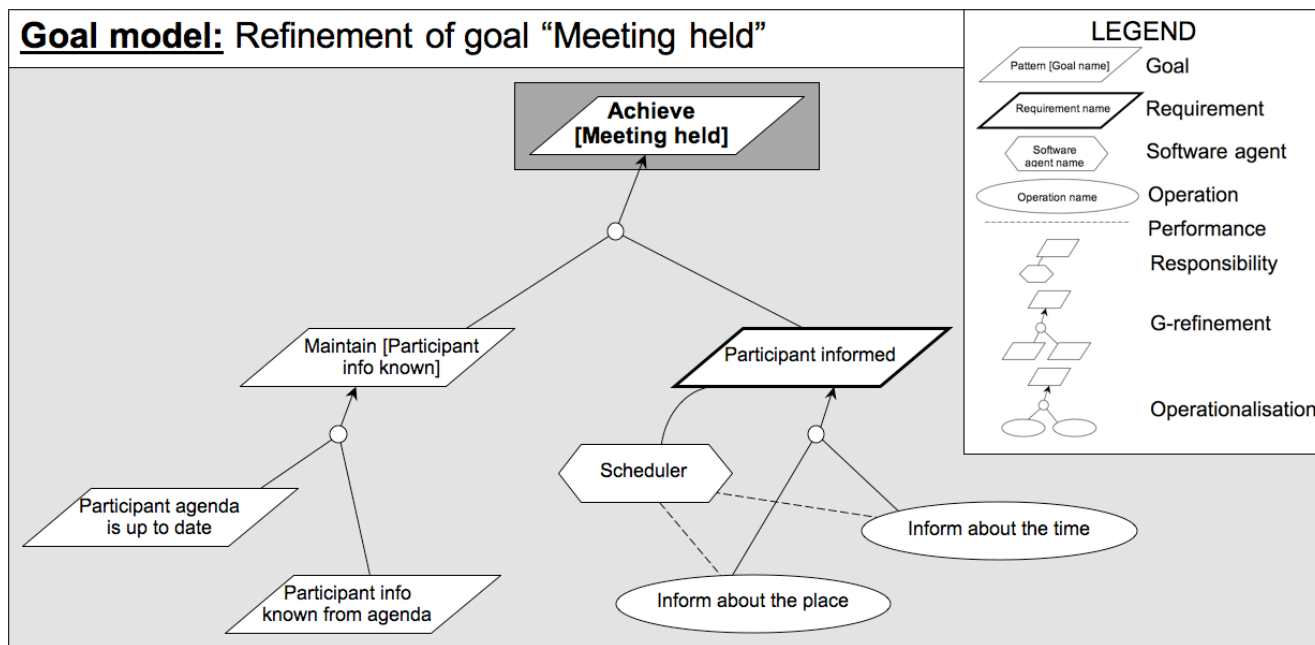 Goal model: Refinement of goal “Meeting held”
Achieve
[Meeting held]
Maintain [Participant
info known]
Participant informed
Scheduler
Participant agenda
is up to date
Inform about the time
Participant info
known from agenda
Inform about the place
LEGEND
Pattern [Goal name]
Goal
Requirement name
Requirement
Software
agent name
Software agent
Operation name
Operation
Performance
Responsibility
G-refinement
Operationalisation